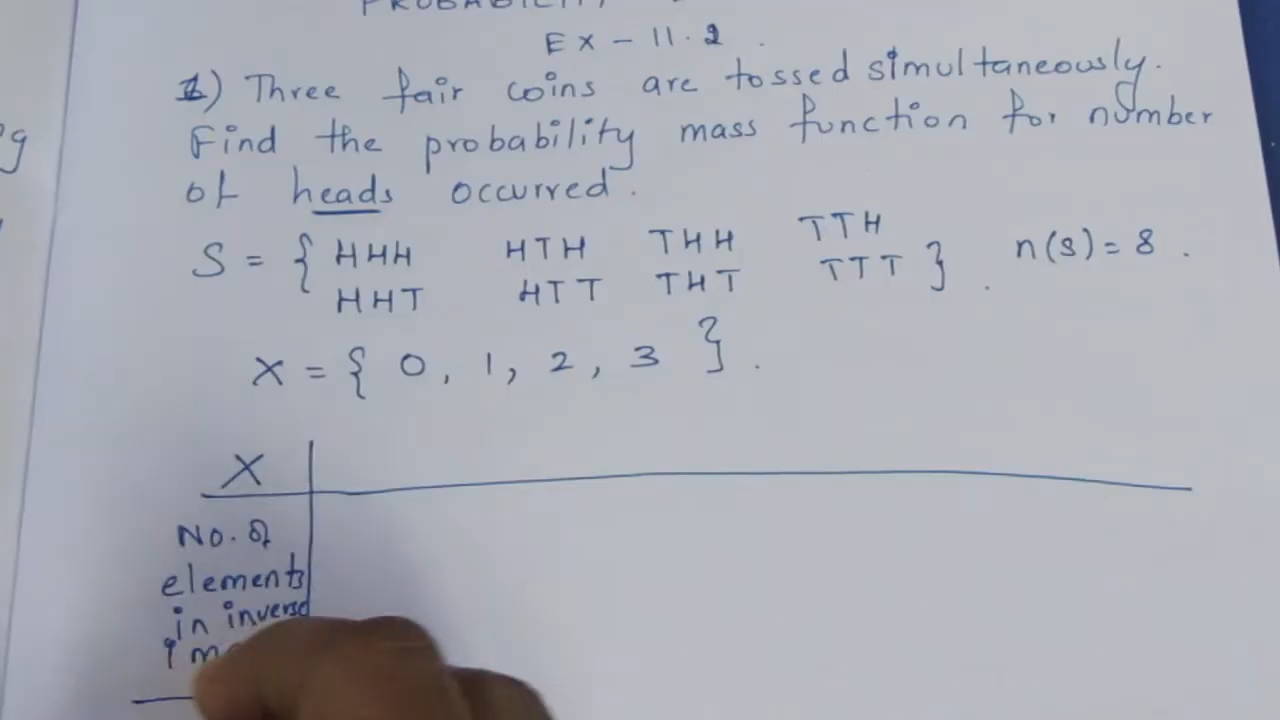 PROBABILITY
Ex - 11.2.
1) Three fair coins are tossed simultaneously.
Find the probability mass function for number
of heads occurred.
S = { HHH HTH THH TTH
HHT HTT THT TTT }. n(s) = 8.
X = { 0, 1, 2, 3 }.
X
No. of
elements
in inverse